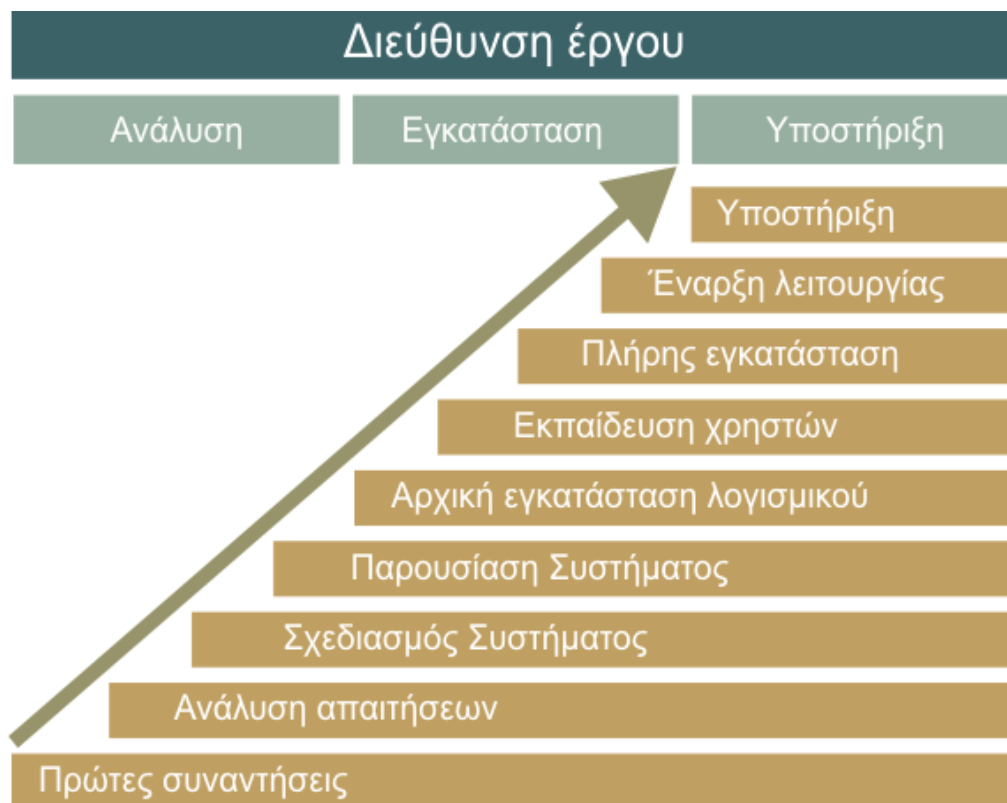 Διεύθυνση έργου
Ανάλυση
Εγκατάσταση
Υποστήριξη
Υποστήριξη
Έναρξη λειτουργίας
Πλήρης εγκατάσταση
Εκπαίδευση χρηστών
Αρχική εγκατάσταση λογισμικού
Παρουσίαση Συστήματος
Σχεδιασμός Συστήματος
Ανάλυση απαιτήσεων
Πρώτες συναντήσεις